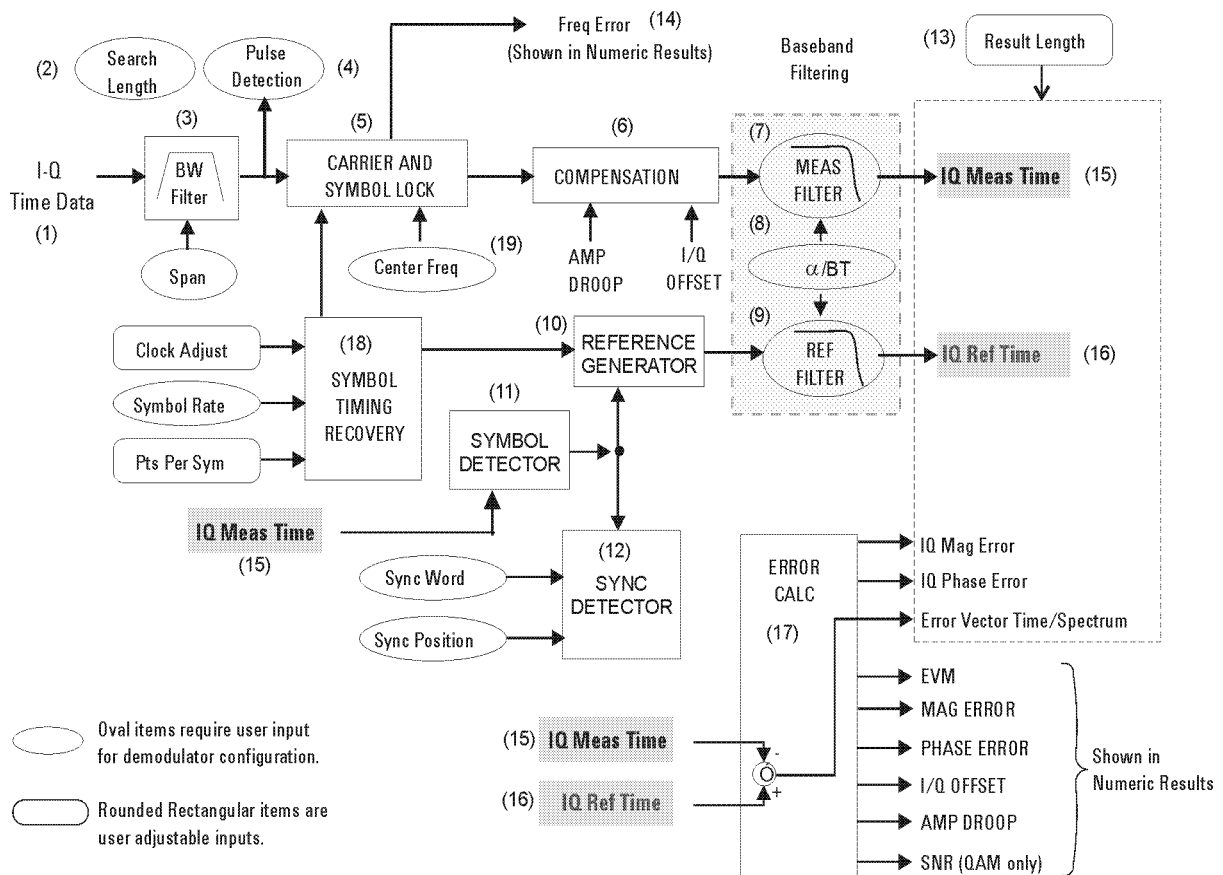 Freq Error (14)
(Shown in Numeric Results)
Baseband
Filtering
(13) Result Length
(2) Search
Length
Pulse
Detection (4)
(3)
(5)
(6)
(7)
I-Q
Time Data
(1)
BW
Filter
CARRIER AND
SYMBOL LOCK
COMPENSATION
MEAS
FILTER
IQ Meas Time (15)
(8)
Span
Center Freq (19)
AMP
DROOP
I/Q
OFFSET
α/BT
(9)
Clock Adjust
(18)
SYMBOL
TIMING
RECOVERY
(10) REFERENCE
GENERATOR
REF
FILTER
IQ Ref Time (16)
Symbol Rate
Pts Per Sym
(11)
SYMBOL
DETECTOR
IQ Meas Time
(15)
(12)
SYNC
DETECTOR
Sync Word
Sync Position
ERROR
CALC
(17)
IQ Mag Error
IQ Phase Error
Error Vector Time/Spectrum
EVM
MAG ERROR
PHASE ERROR
I/Q OFFSET
AMP DROOP
SNR (QAM only)
Shown in
Numeric Results
(15) IQ Meas Time
-
Ó
+
(16) IQ Ref Time
Oval items require user input
for demodulator configuration.
Rounded Rectangular items are
user adjustable inputs.